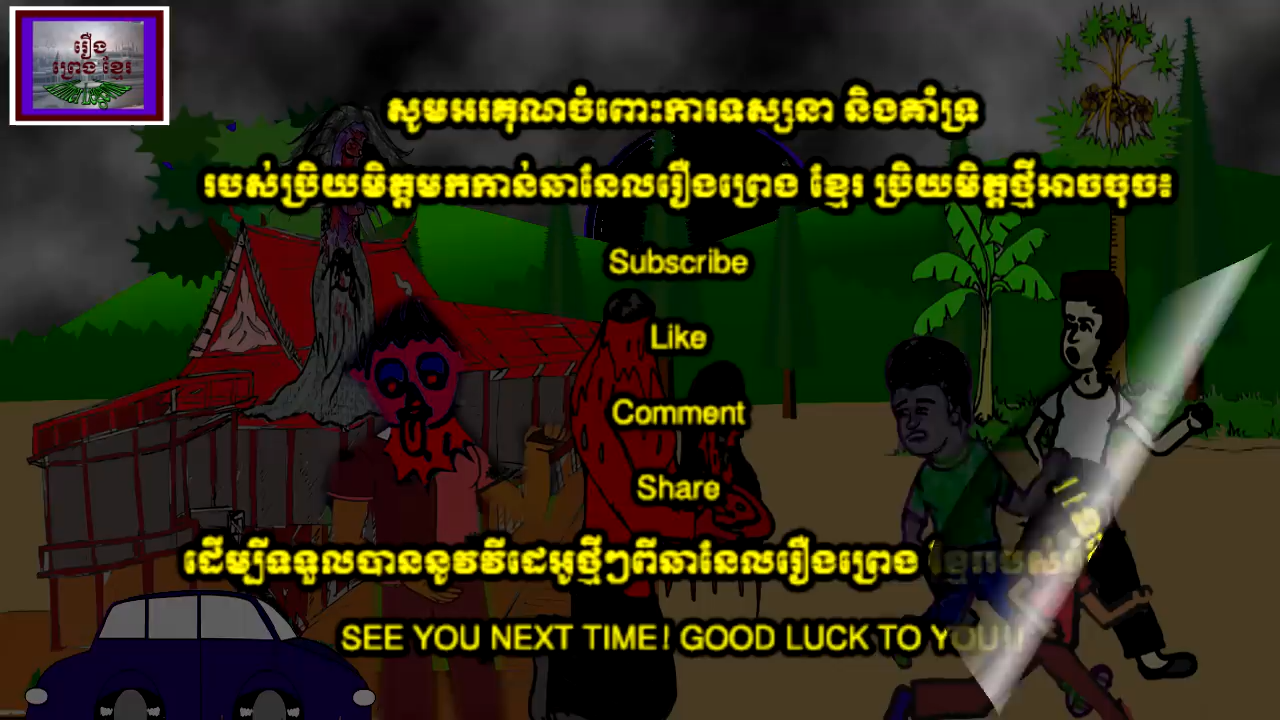 រឿង
ព្រេង ខ្មែរ
សូមអរគុណចំពោះការទស្សនា និងគាំទ្រ
របស់ប្រិយមិត្តមកកាន់ឆានែលរឿងព្រេង ខ្មែរ ប្រិយមិត្តថ្មីអាចចុច៖
Subscribe
Like
Comment
Share
ដើម្បីទទួលបាននូវវីដេអូថ្មីៗពីឆានែលរឿងព្រេង ខ្មែរ
SEE YOU NEXT TIME! GOOD LUCK TO YOU